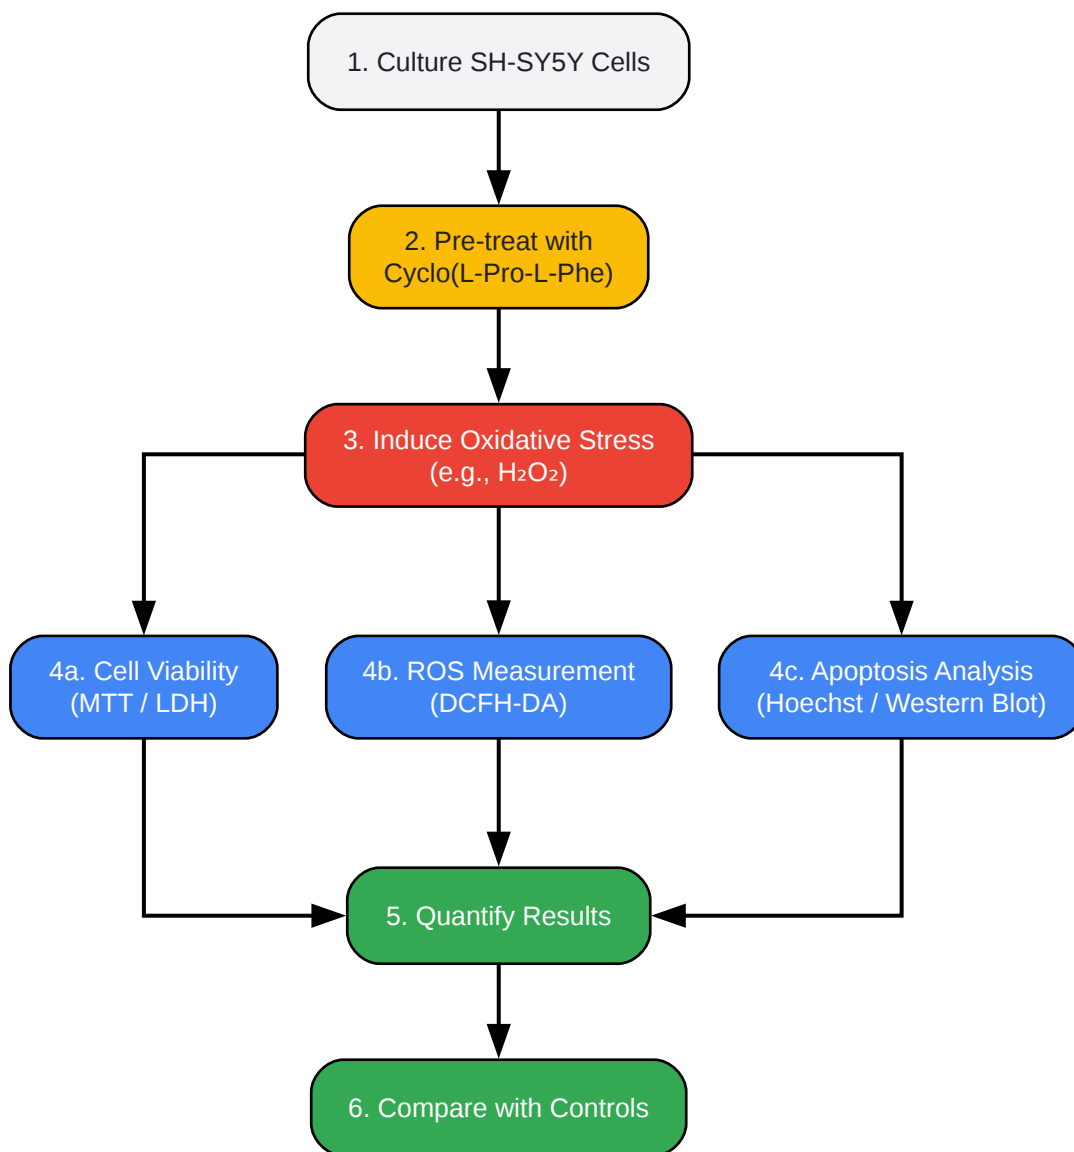 1. Culture SH-SY5Y Cells
2. Pre-treat with
Cyclo(L-Pro-L-Phe)
3. Induce Oxidative Stress
(e.g., H₂O₂)
4a. Cell Viability
(MTT / LDH)
4b. ROS Measurement
(DCFH-DA)
4c. Apoptosis Analysis
(Hoechst / Western Blot)
5. Quantify Results
6. Compare with Controls